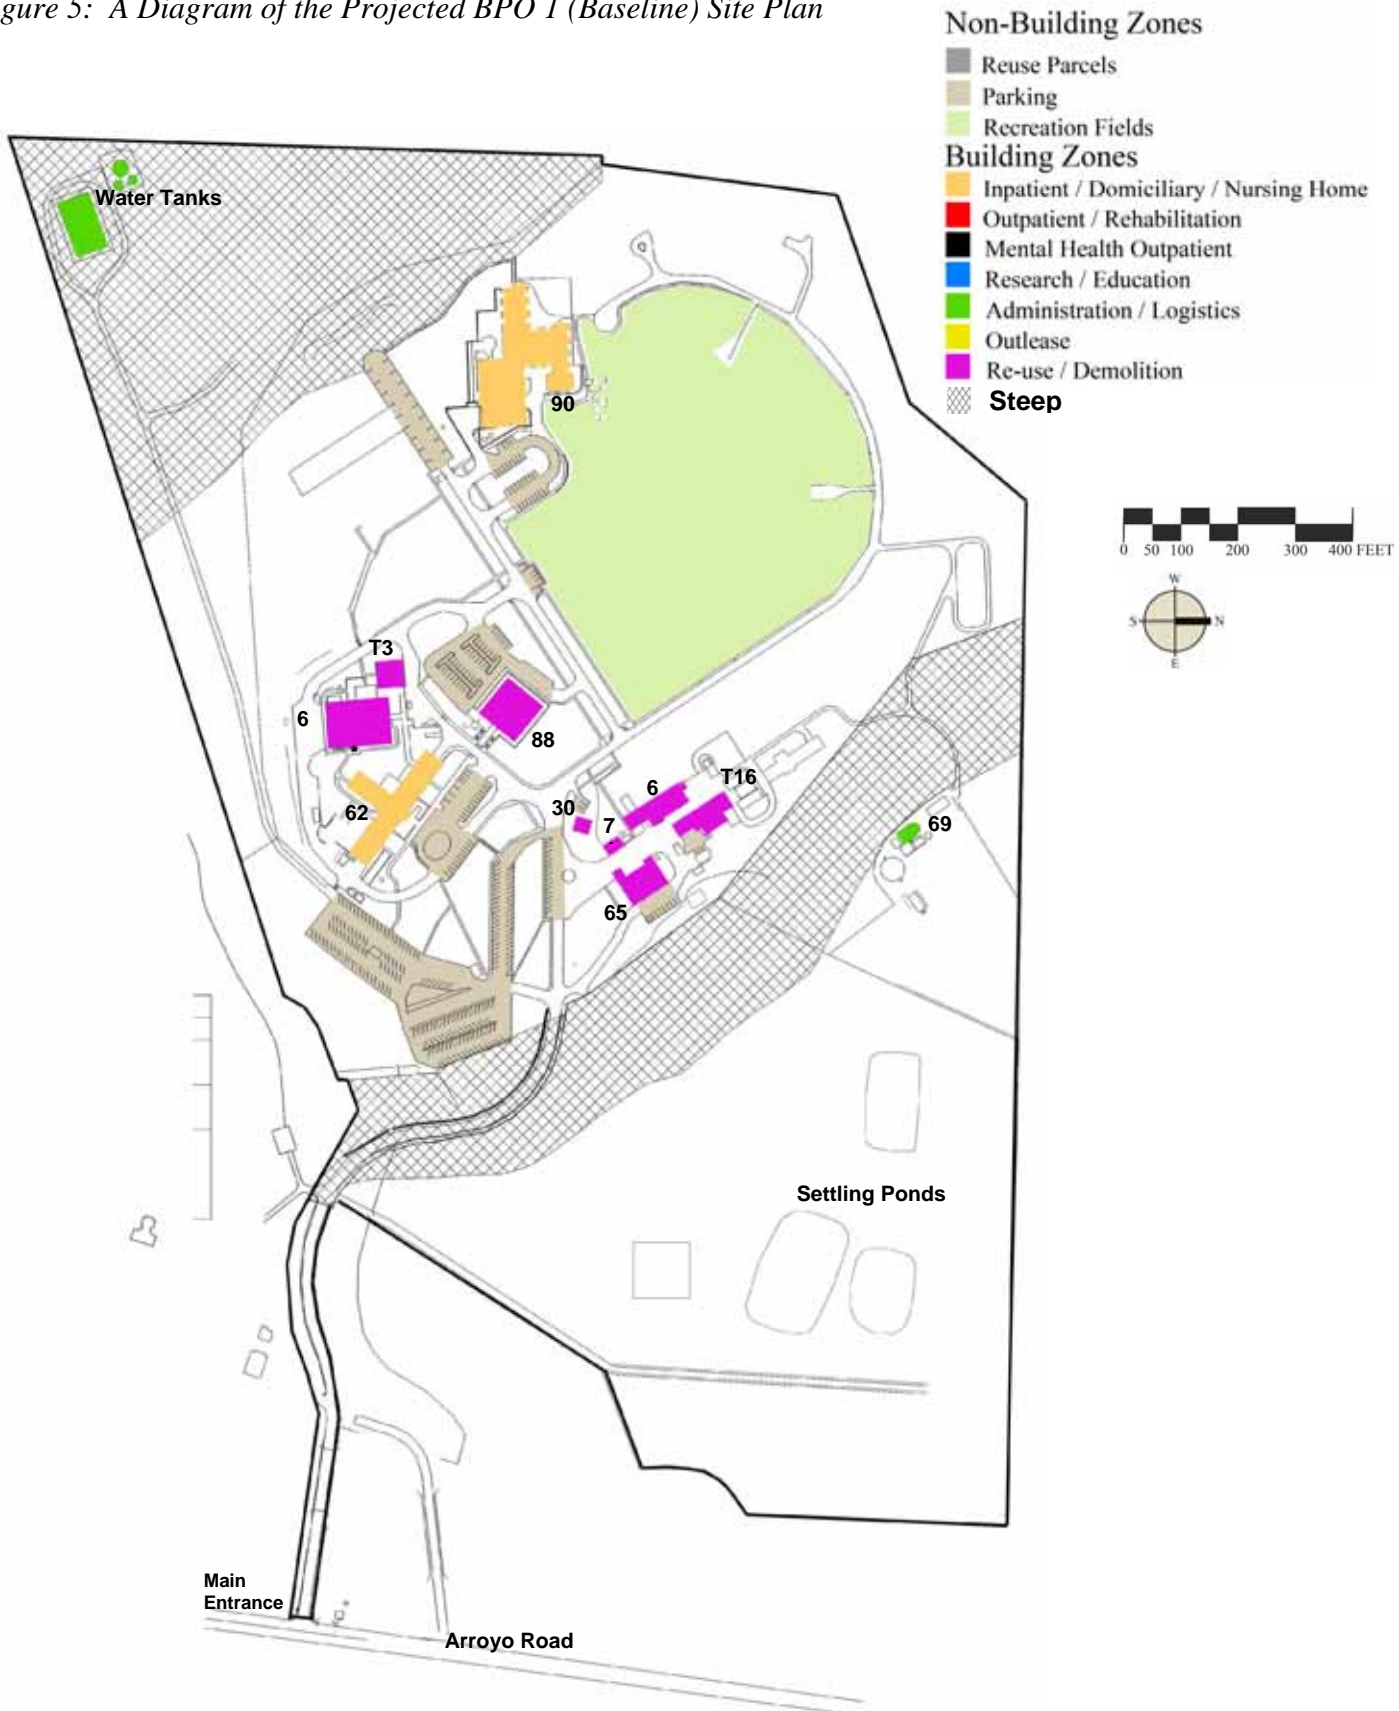 gure 5: A Diagram of the Projected BPO 1 (Baseline) Site Plan
Non-Building Zones
Reuse Parcels
Parking
Recreation Fields
Building Zones
Inpatient / Domiciliary / Nursing Home
Outpatient / Rehabilitation
Mental Health Outpatient
Research / Education
Administration / Logistics
Outlease
Re-use / Demolition
Steep
Water Tanks
90
0 50 100 200 300 400 FEET
W
S N
E
T3
6
88
62
30
7
6
T16
69
65
Settling Ponds
Main
Entrance
Arroyo Road